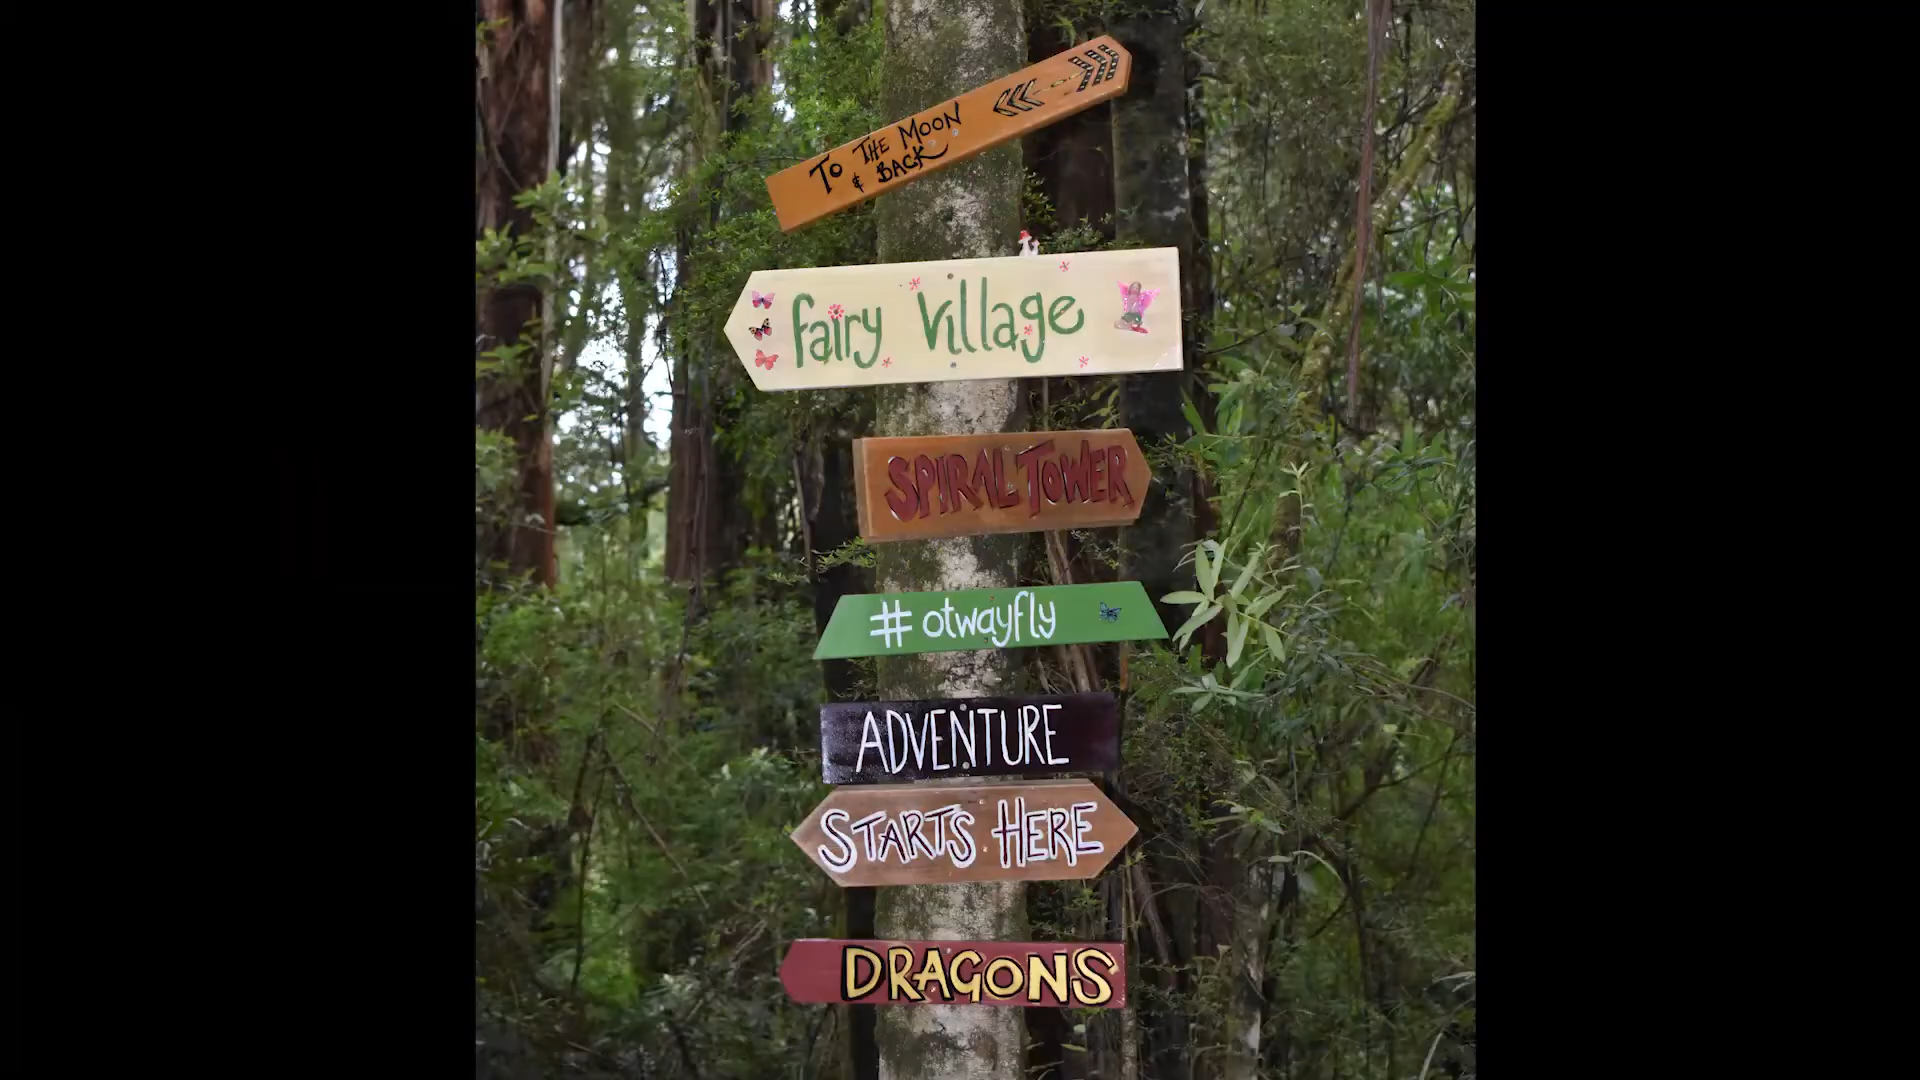 To THE MOON
& BACK
fairy Village
SPIRAL TOWER
# otwayfly
ADVENTURE
STARTS HERE
DRAGONS